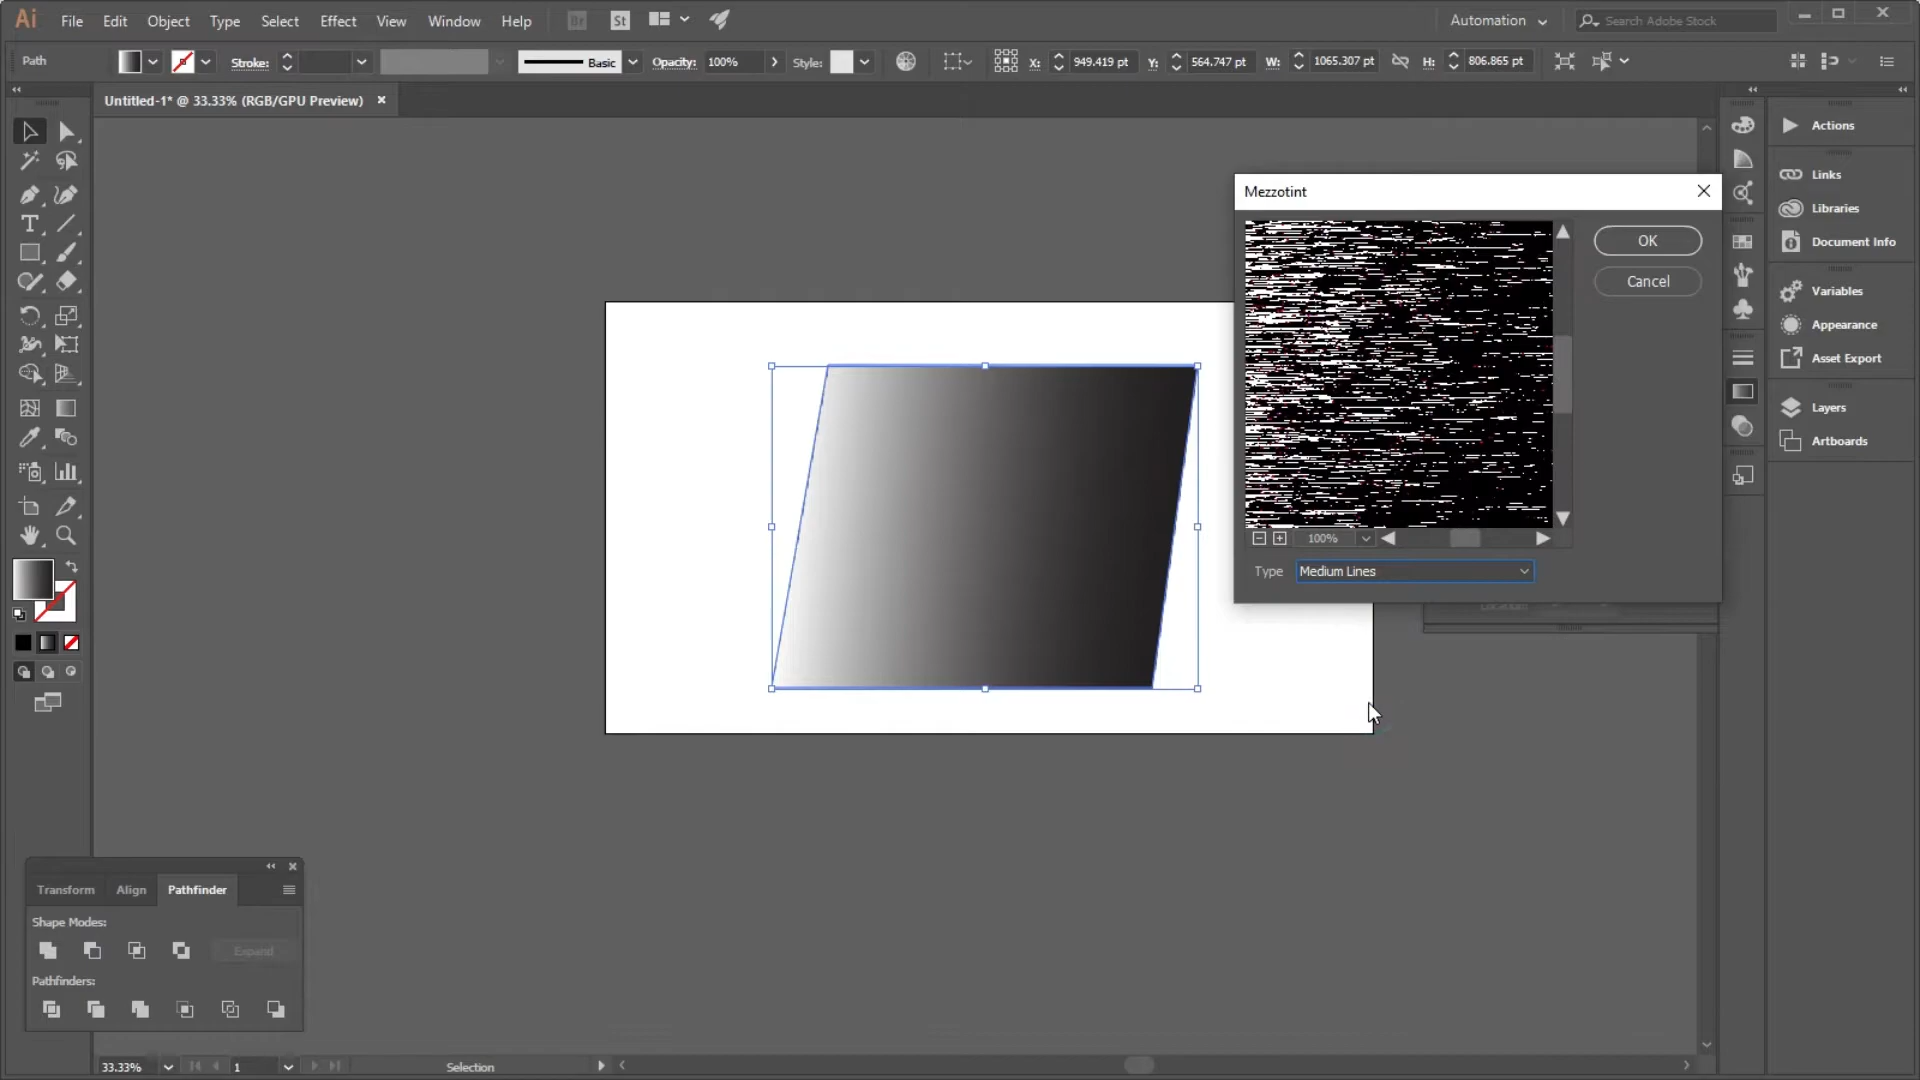 Ai File Edit Object Type Select Effect View Window Help Br St Automation Search Adobe Stock
Path Stroke: Basic Opacity: 100% Style: X: 949.419 pt Y: 564.747 pt W: 1065.307 pt H: 806.865 pt
Untitled-1* @ 33.33% (RGB/GPU Preview)
Actions
Links
Libraries
Document Info
Variables
Appearance
Asset Export
Layers
Artboards
Mezzotint
OK
Cancel
100%
Type Medium Lines
Location:
Transform Align Pathfinder
Shape Modes:
Expand
Pathfinders:
33.33% 1 Selection